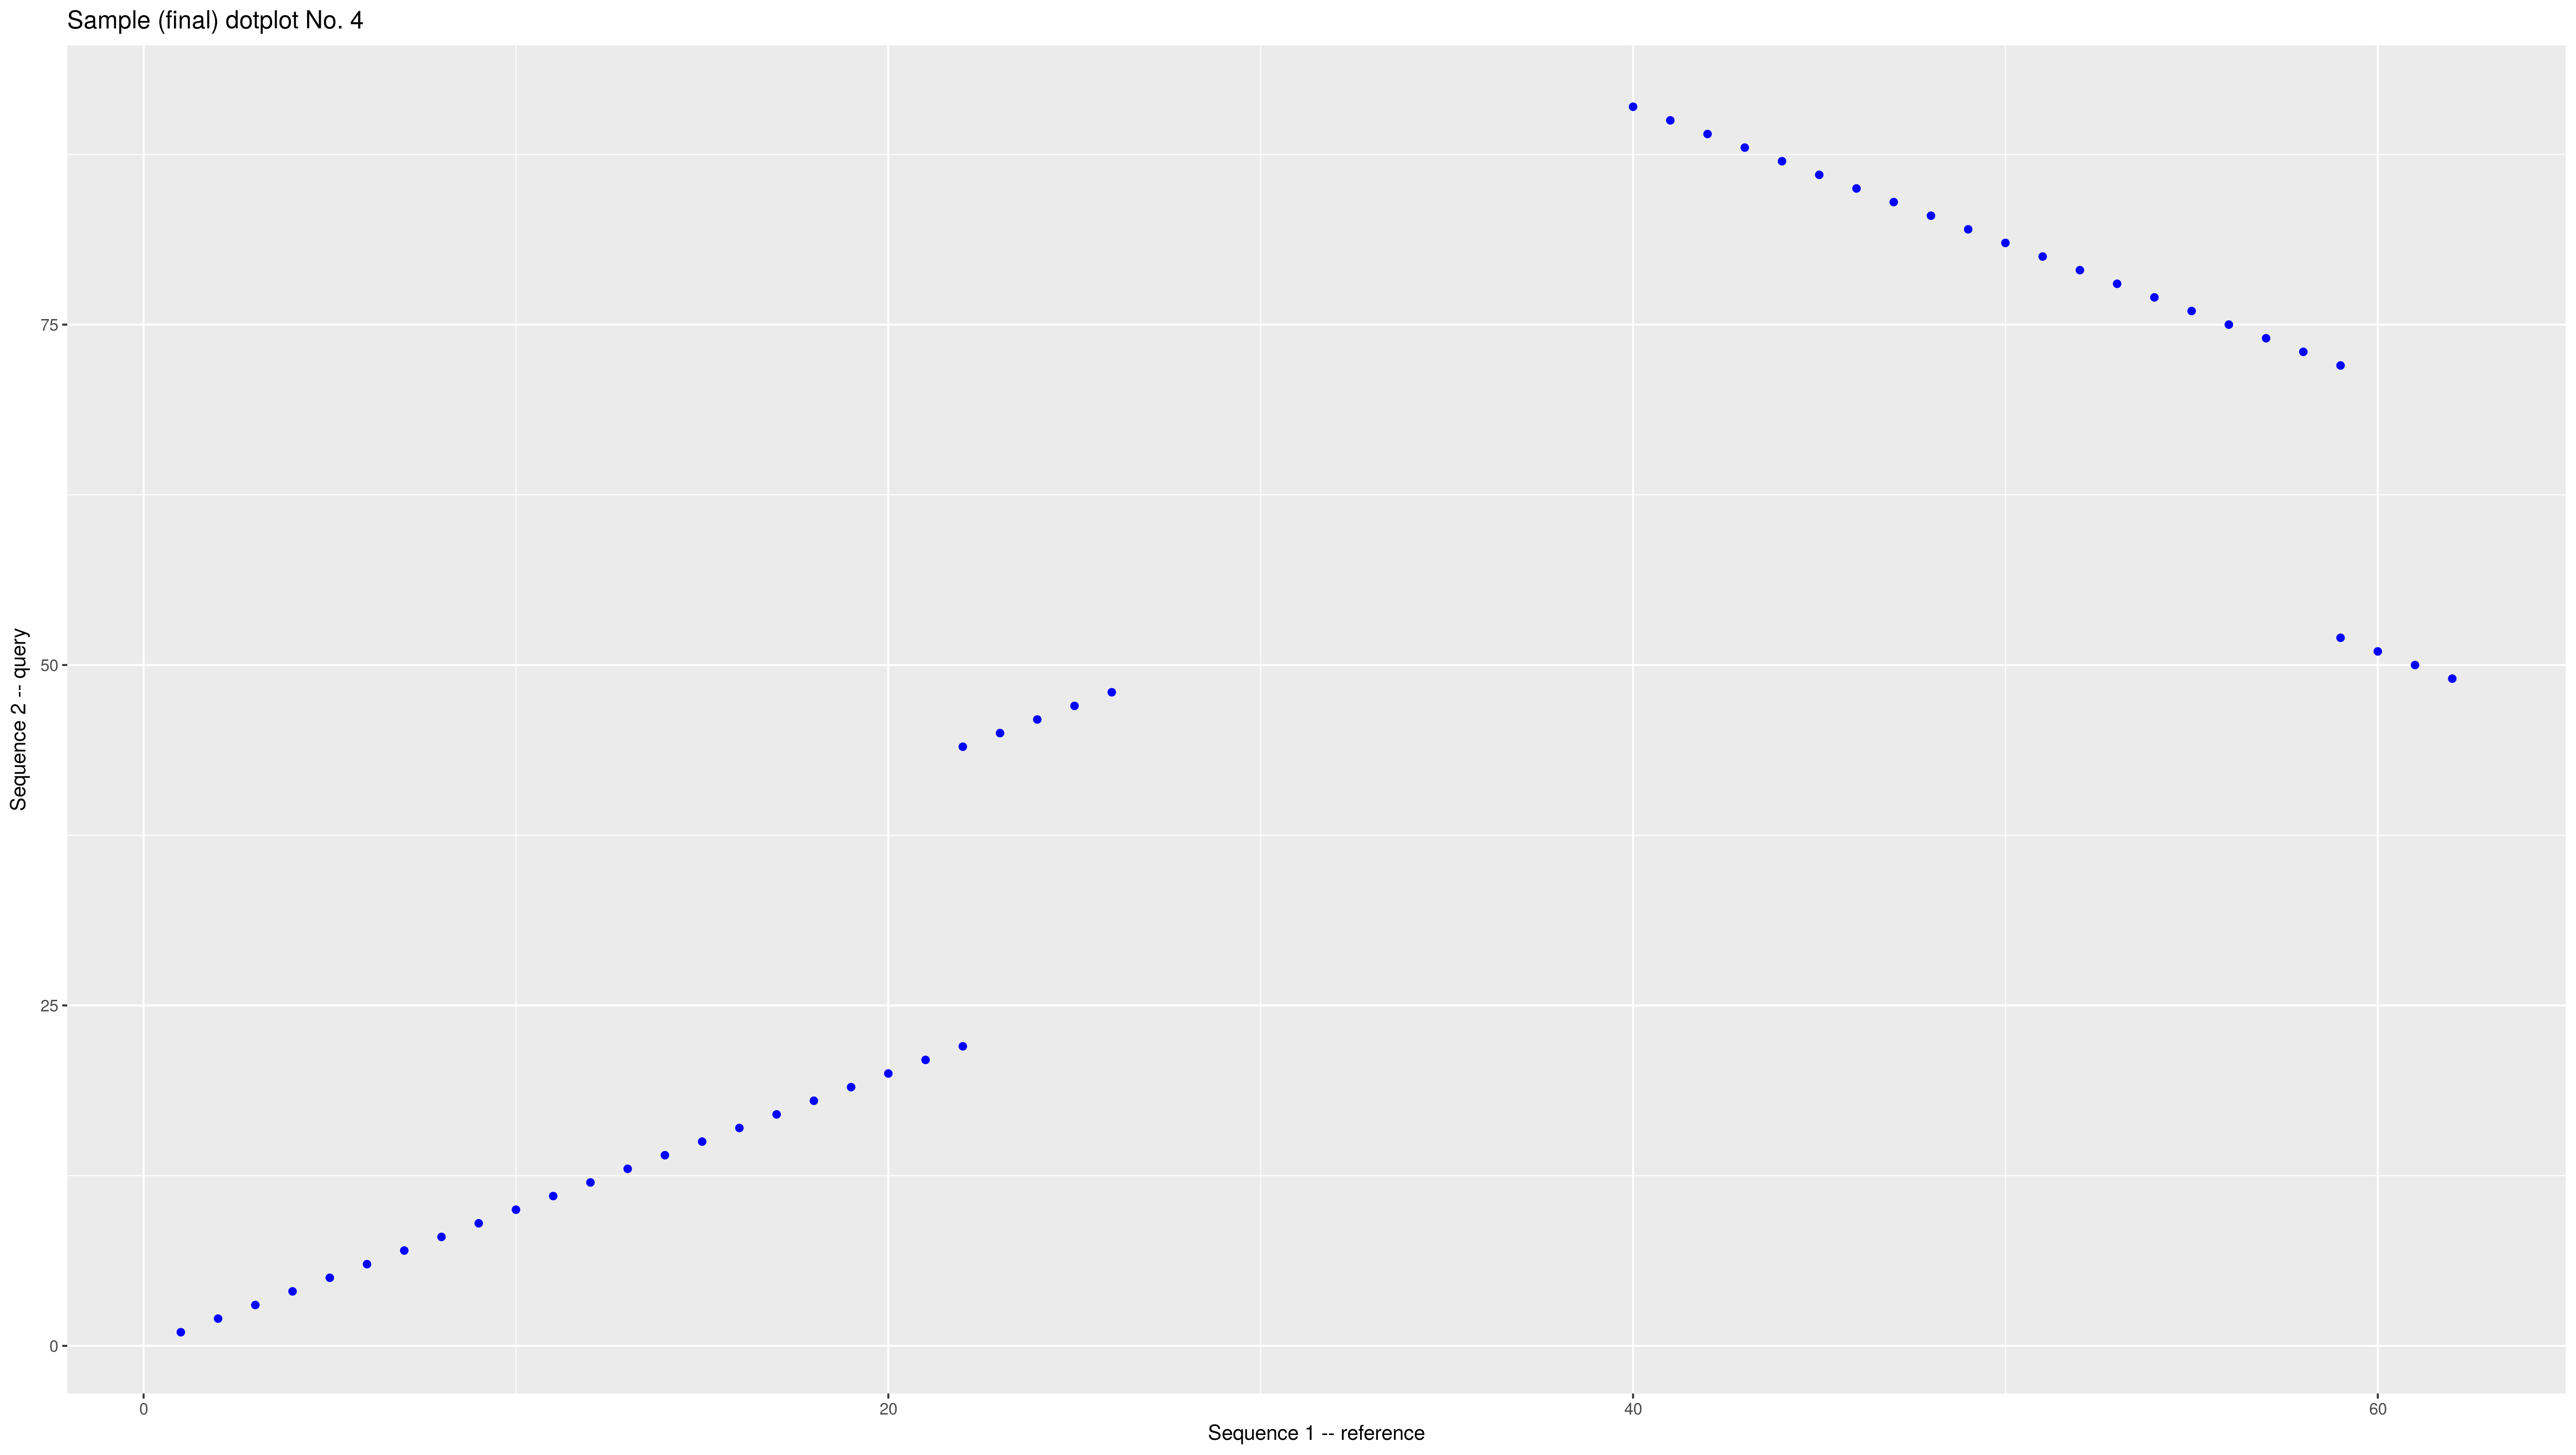 Sample (final) dotplot No. 4
Sequence 2 -- query
75
50
25
0
0 20 40 60
Sequence 1 -- reference